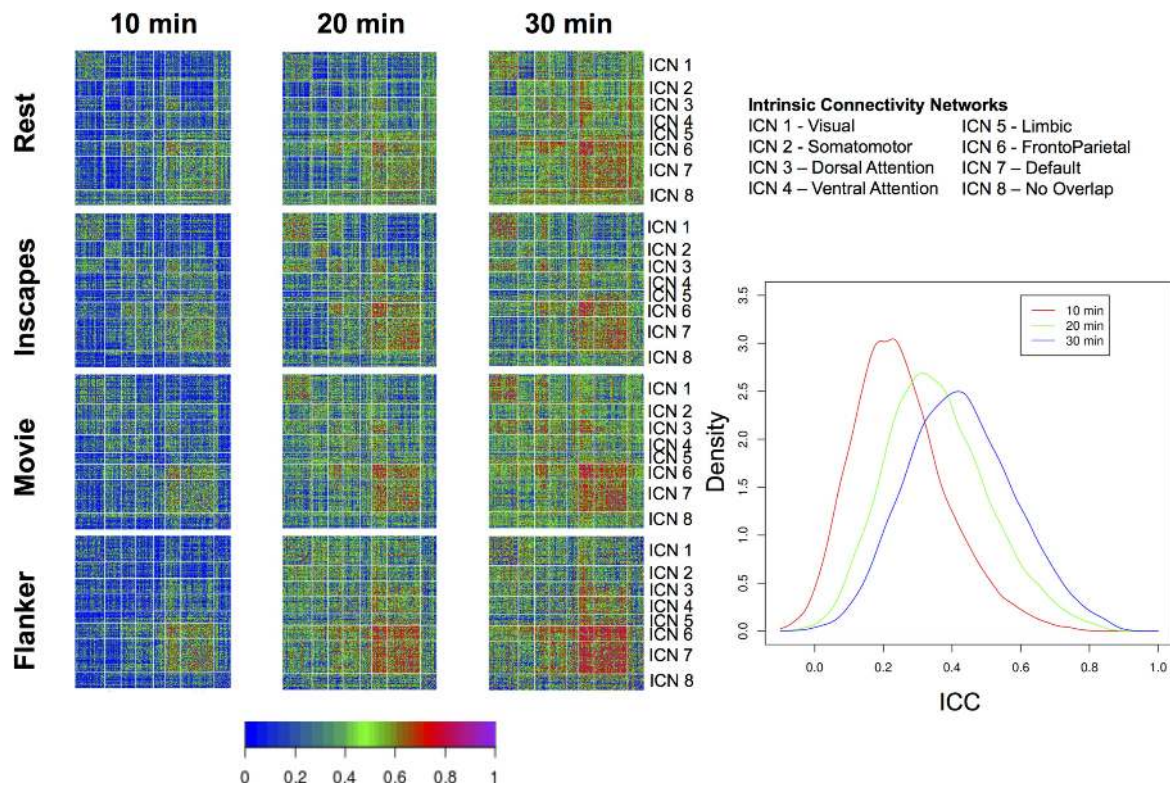 10 min 20 min 30 min
Rest
ICN 1
ICN 2
ICN 3
ICN 4
ICN 5
ICN 6
ICN 7
ICN 8
Inscapes
ICN 1
ICN 2
ICN 3
ICN 4
ICN 5
ICN 6
ICN 7
ICN 8
Movie
ICN 1
ICN 2
ICN 3
ICN 4
ICN 5
ICN 6
ICN 7
ICN 8
Flanker
ICN 1
ICN 2
ICN 3
ICN 4
ICN 5
ICN 6
ICN 7
ICN 8
0 0.2 0.4 0.6 0.8 1
Intrinsic Connectivity Networks
ICN 1 - Visual ICN 5 - Limbic
ICN 2 - Somatomotor ICN 6 - FrontoParietal
ICN 3 – Dorsal Attention ICN 7 – Default
ICN 4 – Ventral Attention ICN 8 – No Overlap
10 min
20 min
30 min
Density
3.5
3.0
2.5
2.0
1.5
1.0
0.5
0.0
0.0 0.2 0.4 0.6 0.8 1.0
ICC